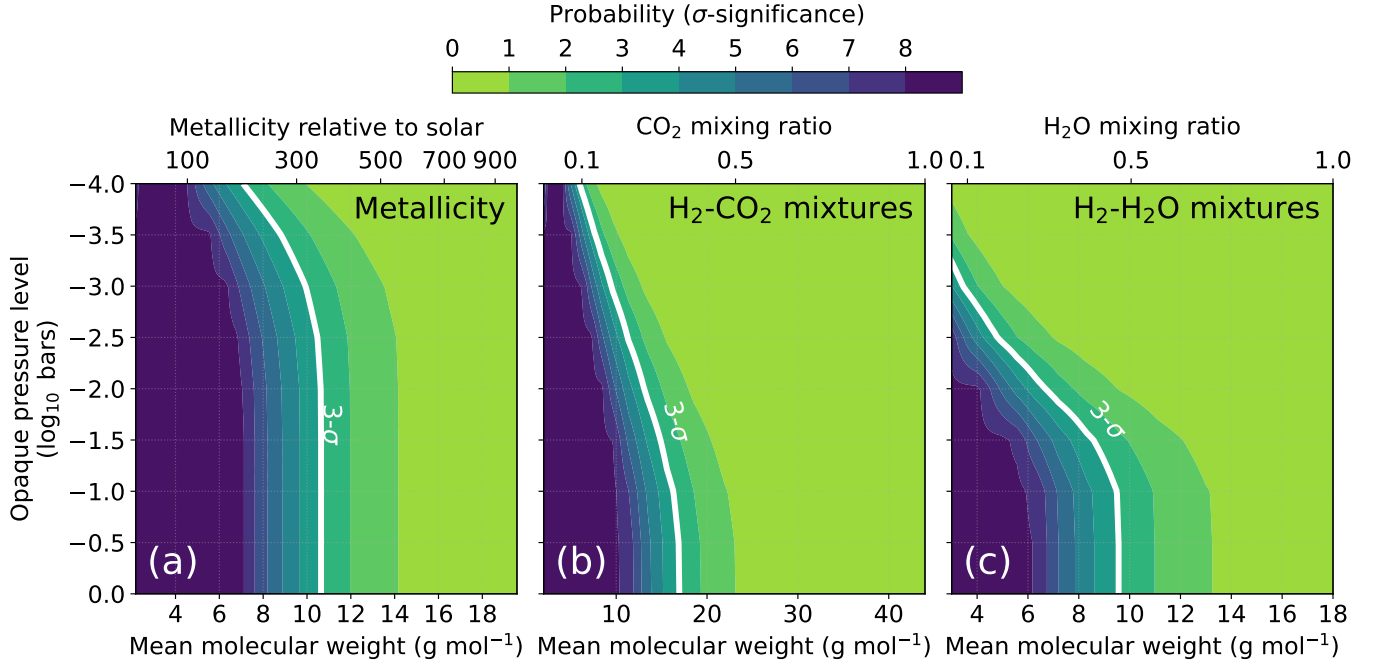 Probability (σ-significance)
0 1 2 3 4 5 6 7 8
Metallicity relative to solar
100 300 500 700 900
CO₂ mixing ratio
0.1 0.5 1.0
H₂O mixing ratio
0.1 0.5 1.0
Opaque pressure level
(log₁₀ bars)
−4.0
−3.5
−3.0
−2.5
−2.0
−1.5
−1.0
−0.5
0.0
Metallicity
3-σ
(a)
4 6 8 10 12 14 16 18
Mean molecular weight (g mol⁻¹)
H₂-CO₂ mixtures
3-σ
(b)
10 20 30 40
Mean molecular weight (g mol⁻¹)
H₂-H₂O mixtures
3-σ
(c)
4 6 8 10 12 14 16 18
Mean molecular weight (g mol⁻¹)